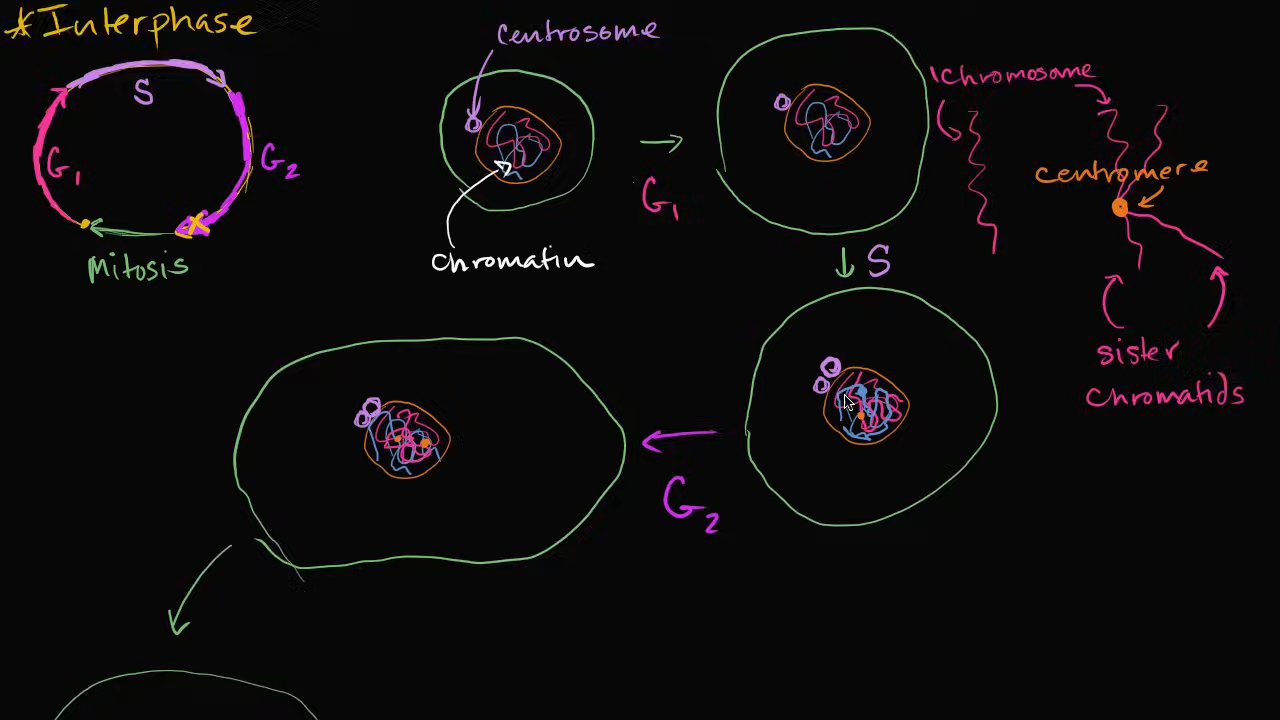 *Interphase
S
G1
G2
Mitosis
centrosome
chromatin
G1
S
G2
1 chromosome
centromere
sister
chromatids